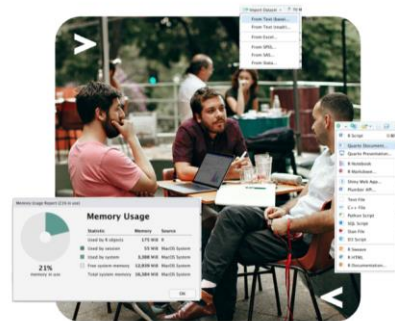 Import Dataset
From Text (base)...
From Text (readr)...
From Excel...
From SPSS...
From SAS...
From Stata...
R Script
Quarto Document...
Quarto Presentation...
R Notebook
R Markdown...
Shiny Web App...
Plumber API...
Text File
C++ File
Python Script
SQL Script
Stan File
D3 Script
R Sweave
R HTML
R Documentation...
Memory Usage Report (21% in use)
Memory Usage
Statistic Memory Source
Used by R objects 175 MiB R
Used by session 53 MiB MacOS System
Used by system 3,388 MiB MacOS System
Free system memory 12,939 MiB MacOS System
Total system memory 16,384 MiB MacOS System
21%
memory in use
OK